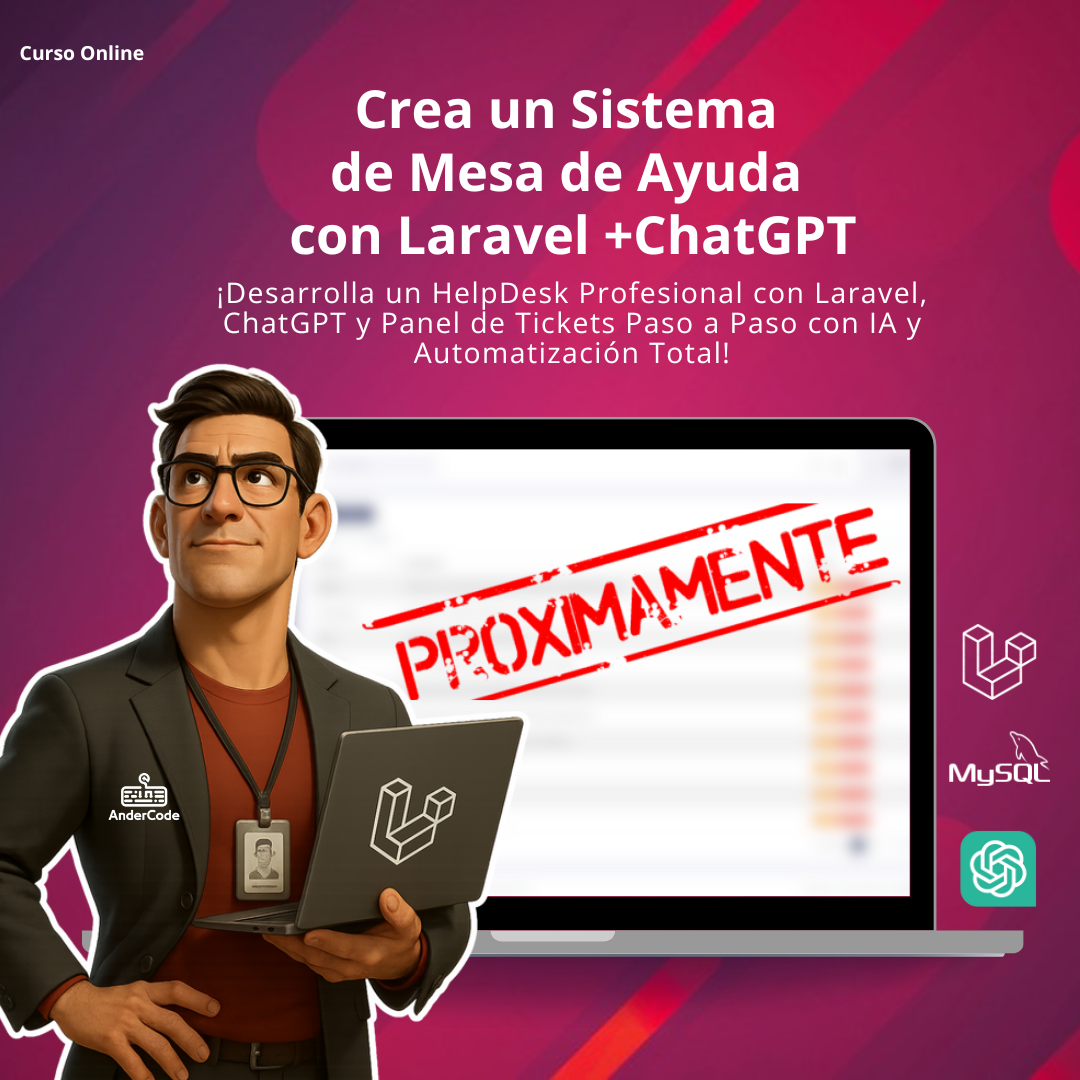 Curso Online
Crea un Sistema
de Mesa de Ayuda
con Laravel +ChatGPT
¡Desarrolla un HelpDesk Profesional con Laravel,
ChatGPT y Panel de Tickets Paso a Paso con IA y
Automatización Total!
PROXIMAMENTE
MySQL
AnderCode